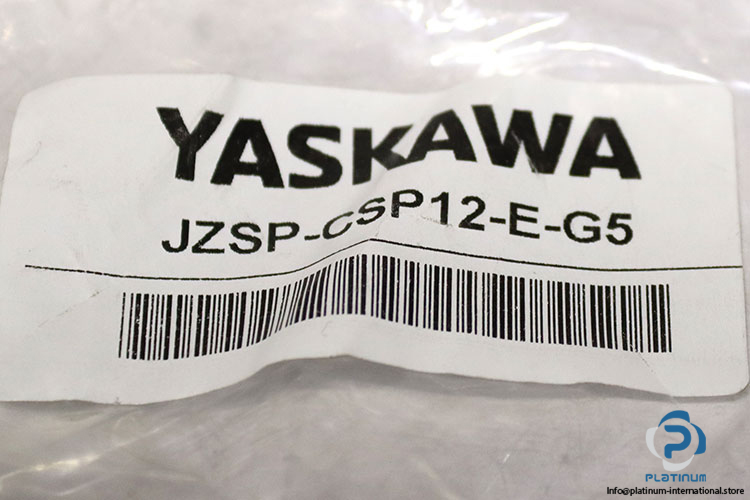 YASKAWA
JZSP-CSP12-E-G5
PLATINUM
Info@platinum-international.store